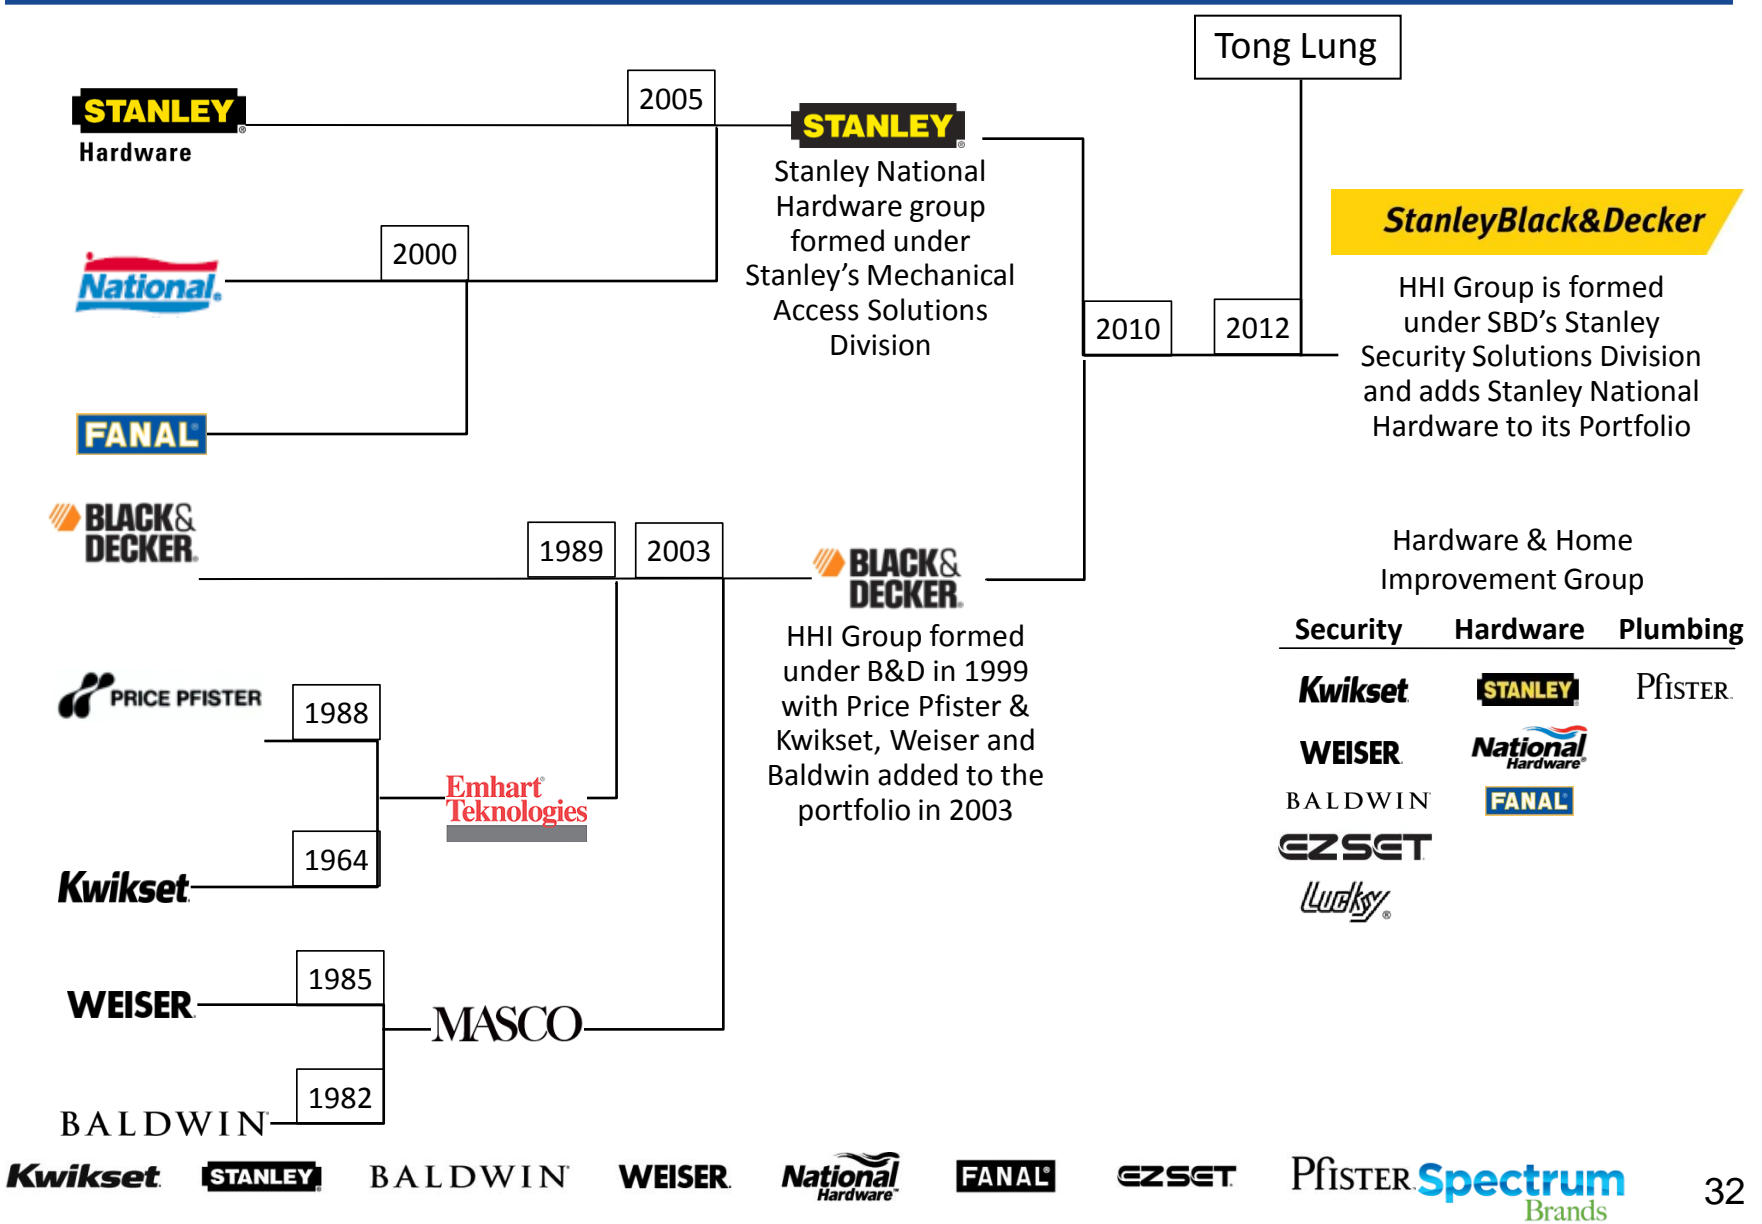 Tong Lung
STANLEY
Hardware
2005
STANLEY
Stanley National
Hardware group
formed under
Stanley's Mechanical
Access Solutions
Division
National
2000
FANAL
2010
2012
StanleyBlack&Decker
HHI Group is formed
under SBD's Stanley
Security Solutions Division
and adds Stanley National
Hardware to its Portfolio
BLACK&
DECKER
1989
2003
BLACK&
DECKER
HHI Group formed
under B&D in 1999
with Price Pfister &
Kwikset, Weiser and
Baldwin added to the
portfolio in 2003
PRICE PFISTER
1988
Emhart
Teknologies
1964
Kwikset
WEISER
1985
MASCO
1982
BALDWIN
Hardware & Home
Improvement Group
Security Hardware Plumbing
Kwikset STANLEY PfISTER
WEISER National Hardware
BALDWIN FANAL
EZSET
Lucksy
Kwikset STANLEY BALDWIN WEISER National Hardware FANAL EZSET PfISTER Spectrum Brands 32